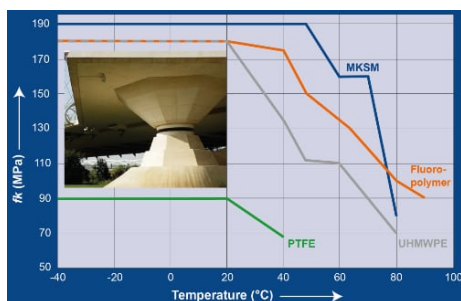 190
170
150
130
110
90
70
50
fk (MPa)
MKSM
Fluoro-
polymer
PTFE
UHMWPE
-40
-20
0
20
40
60
80
100
Temperature (°C)